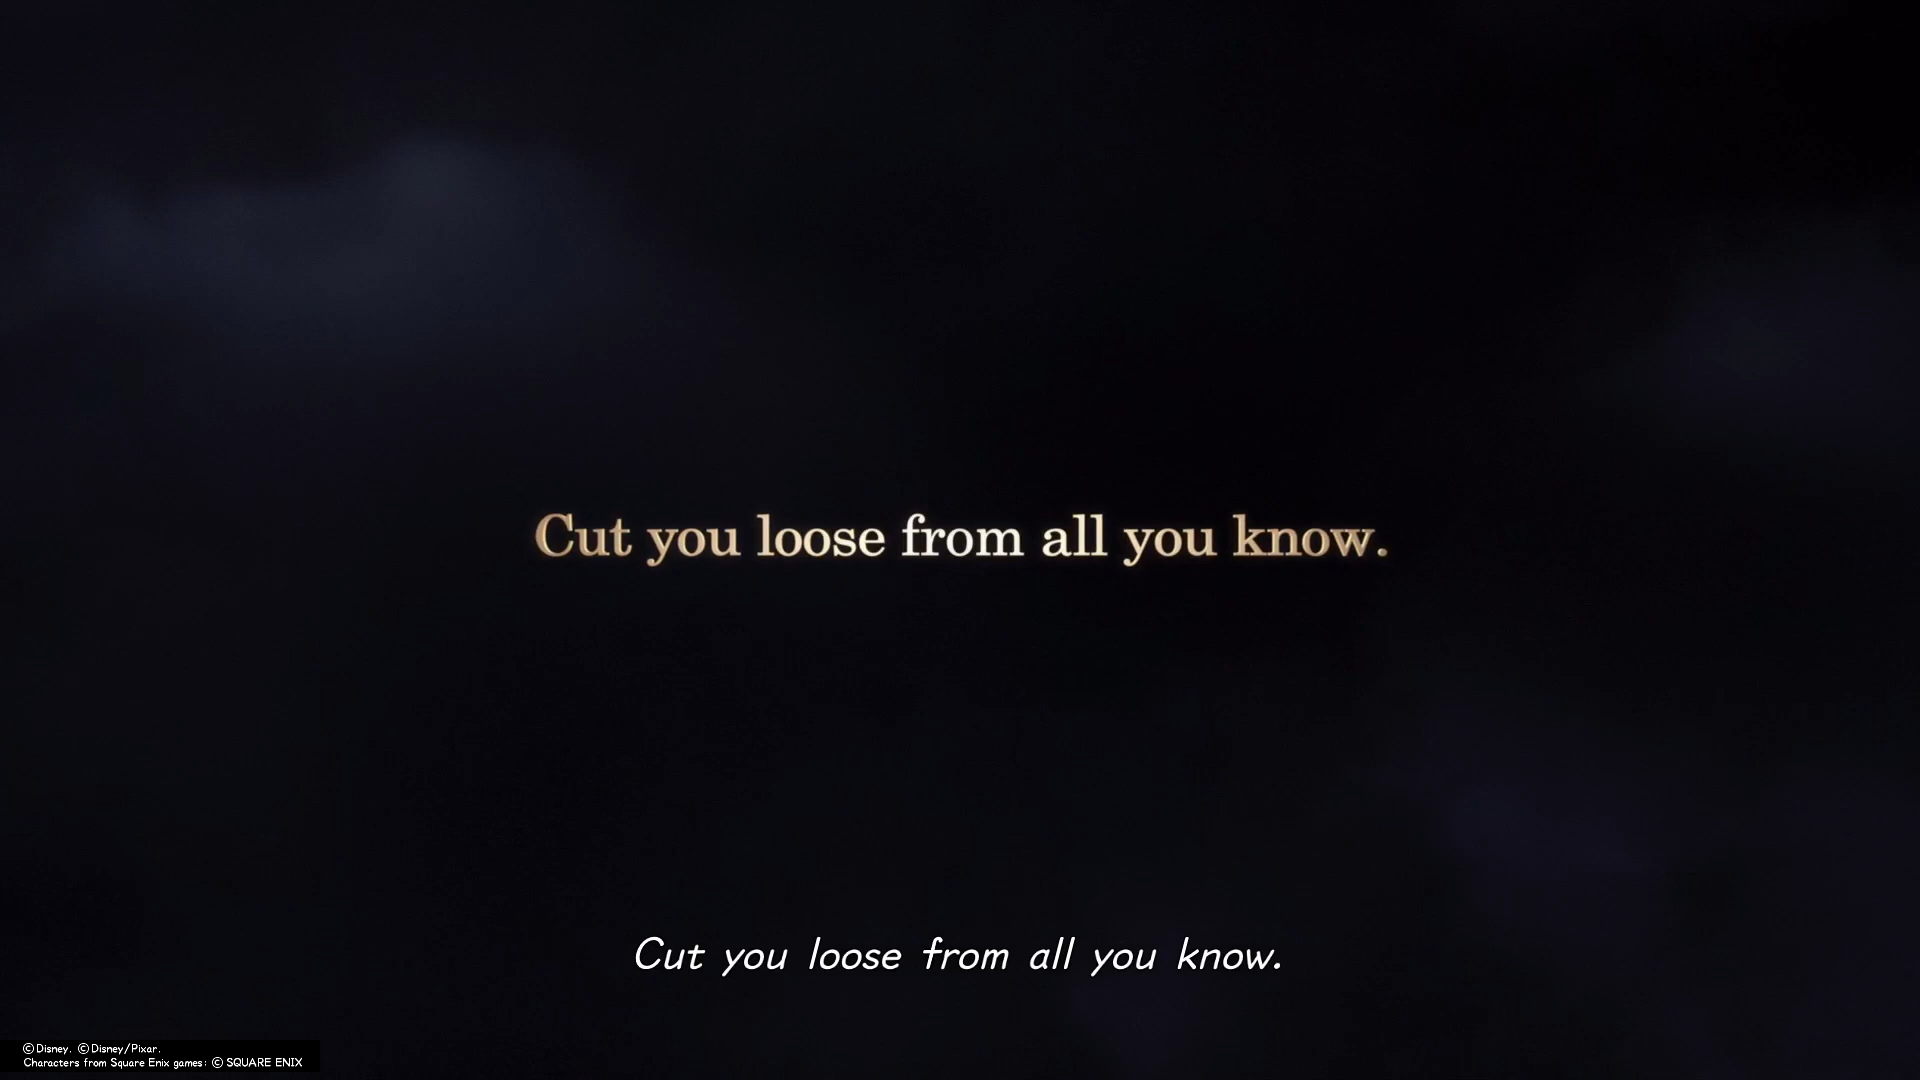 Cut you loose from all you know.
Cut you loose from all you know.
©Disney. ©Disney/Pixar.
Characters from Square Enix games: © SQUARE ENIX